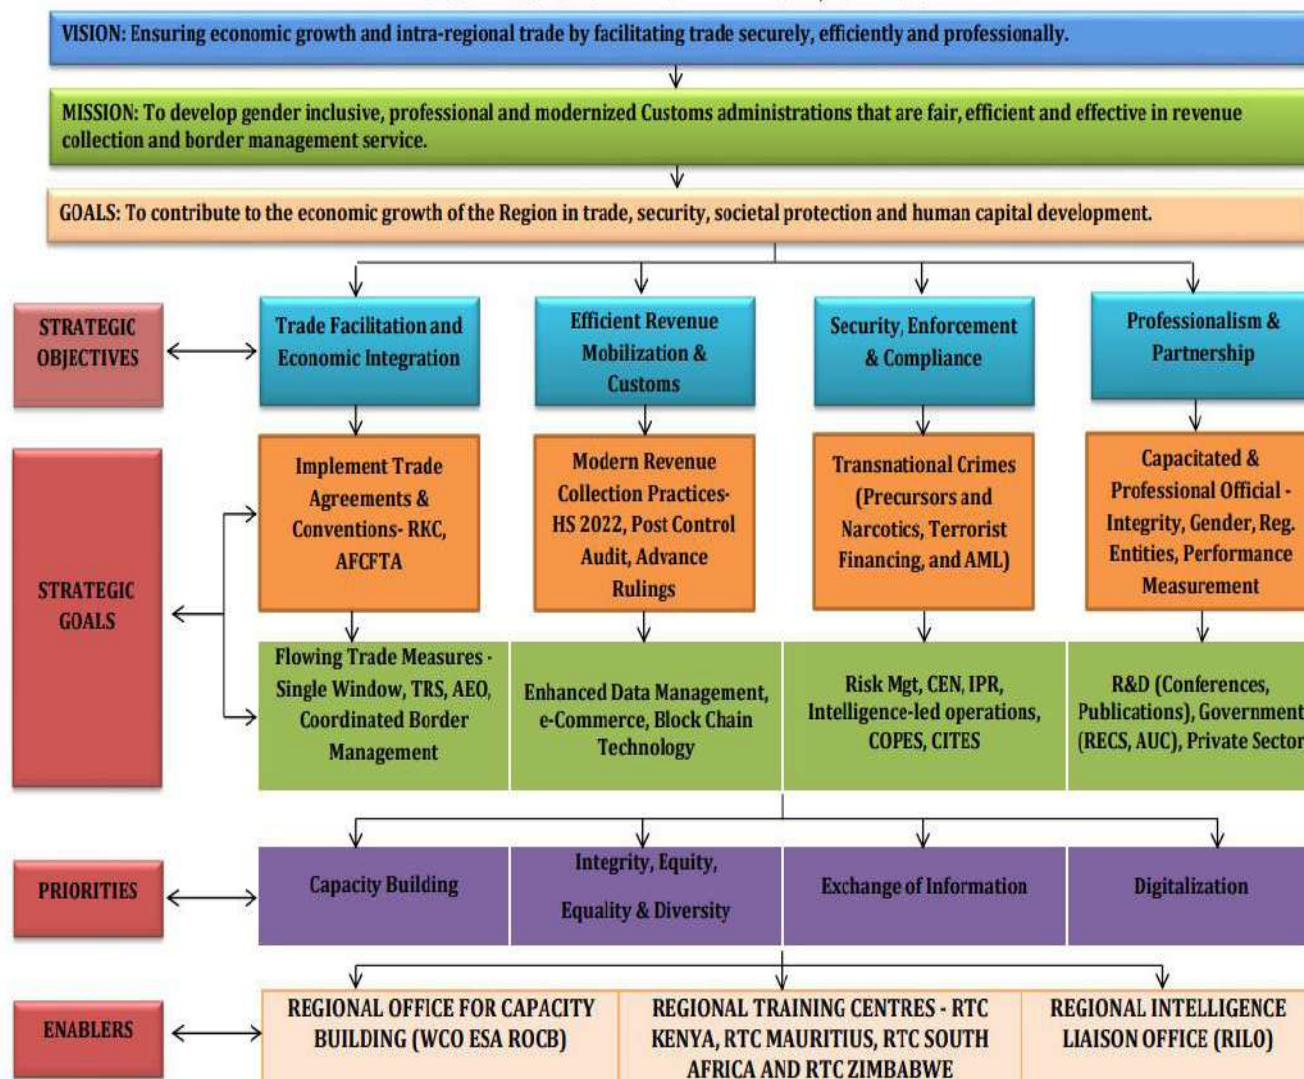 VISION: Ensuring economic growth and intra-regional trade by facilitating trade securely, efficiently and professionally.
MISSION: To develop gender inclusive, professional and modernized Customs administrations that are fair, efficient and effective in revenue
collection and border management service.
GOALS: To contribute to the economic growth of the Region in trade, security, societal protection and human capital development.
STRATEGIC
OBJECTIVES
Trade Facilitation and
Economic Integration
Efficient Revenue
Mobilization &
Customs
Security, Enforcement
& Compliance
Professionalism &
Partnership
STRATEGIC
GOALS
Implement Trade
Agreements &
Conventions- RKC,
AFCFTA
Modern Revenue
Collection Practices-
HS 2022, Post Control
Audit, Advance
Rulings
Transnational Crimes
(Precursors and
Narcotics, Terrorist
Financing, and AML)
Capacitated &
Professional Official -
Integrity, Gender, Reg.
Entities, Performance
Measurement
Flowing Trade Measures -
Single Window, TRS, AEO,
Coordinated Border
Management
Enhanced Data Management,
e-Commerce, Block Chain
Technology
Risk Mgt, CEN, IPR,
Intelligence-led operations,
COPES, CITES
R&D (Conferences,
Publications), Government
(RECS, AUC), Private Sector
PRIORITIES
Capacity Building
Integrity, Equity,
Equality & Diversity
Exchange of Information
Digitalization
ENABLERS
REGIONAL OFFICE FOR CAPACITY
BUILDING (WCO ESA ROCB)
REGIONAL TRAINING CENTRES - RTC
KENYA, RTC MAURITIUS, RTC SOUTH
AFRICA AND RTC ZIMBABWE
REGIONAL INTELLIGENCE
LIAISON OFFICE (RILO)